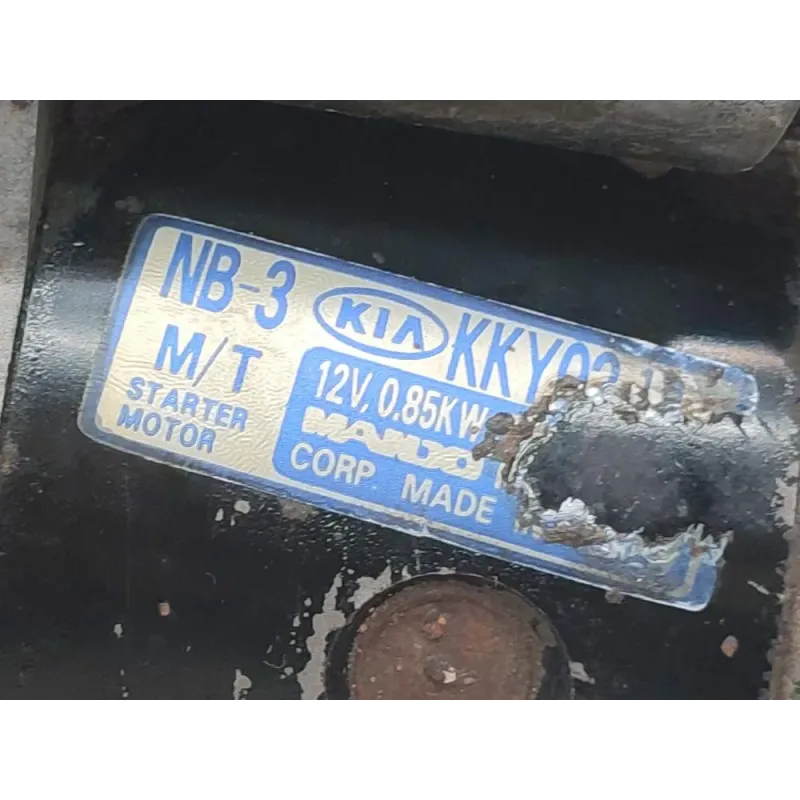 NB-3
M/T
STARTER
MOTOR
KIA KKY02
12V, 0.85KW
MANDO
CORP. MADE